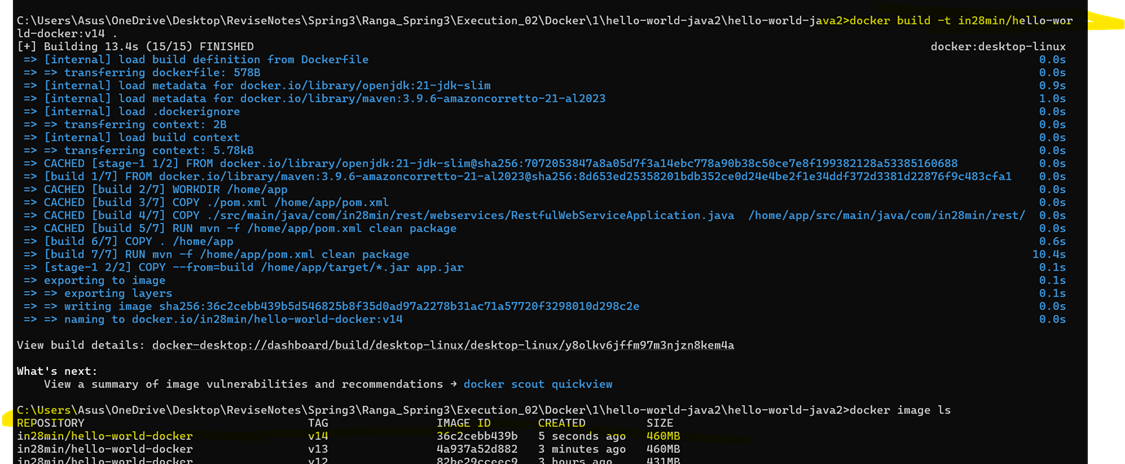 C:\Users\Asus\OneDrive\Desktop\ReviseNotes\Spring3\Ranga_Spring3\Execution_02\Docker\1\hello-world-java2\hello-world-java2>docker build -t in28min/hello-wor
ld-docker:v14 .
[+] Building 13.4s (15/15) FINISHED docker:desktop-linux
=> [internal] load build definition from Dockerfile 0.0s
=> => transferring dockerfile: 578B 0.0s
=> [internal] load metadata for docker.io/library/openjdk:21-jdk-slim 0.9s
=> [internal] load metadata for docker.io/library/maven:3.9.6-amazoncorretto-21-al2023 1.0s
=> [internal] load .dockerignore 0.0s
=> => transferring context: 2B 0.0s
=> [internal] load build context 0.0s
=> => transferring context: 5.78kB 0.0s
=> CACHED [stage-1 1/2] FROM docker.io/library/openjdk:21-jdk-slim@sha256:7072053847a8a05d7f3a14ebc778a90b38c50ce7e8f199382128a53385160688 0.0s
=> [build 1/7] FROM docker.io/library/maven:3.9.6-amazoncorretto-21-al2023@sha256:8d653ed25358201bdb352ce0d24e4be2f1e34ddf372d3381d22876f9c483cfa1 0.0s
=> CACHED [build 2/7] WORKDIR /home/app 0.0s
=> CACHED [build 3/7] COPY ./pom.xml /home/app/pom.xml 0.0s
=> CACHED [build 4/7] COPY ./src/main/java/com/in28min/rest/webservices/RestfulWebServiceApplication.java /home/app/src/main/java/com/in28min/rest/ 0.0s
=> CACHED [build 5/7] RUN mvn -f /home/app/pom.xml clean package 0.0s
=> [build 6/7] COPY . /home/app 0.6s
=> [build 7/7] RUN mvn -f /home/app/pom.xml clean package 10.4s
=> [stage-1 2/2] COPY --from=build /home/app/target/*.jar app.jar 0.1s
=> exporting to image 0.1s
=> => exporting layers 0.1s
=> => writing image sha256:36c2cebb439b5d546825b8f35d0ad97a2278b31ac71a57720f3298010d298c2e 0.0s
=> => naming to docker.io/in28min/hello-world-docker:v14 0.0s
View build details: docker-desktop://dashboard/build/desktop-linux/desktop-linux/y8olkv6jffm97m3njzn8kem4a
What's next:
View a summary of image vulnerabilities and recommendations → docker scout quickview
C:\Users\Asus\OneDrive\Desktop\ReviseNotes\Spring3\Ranga_Spring3\Execution_02\Docker\1\hello-world-java2\hello-world-java2>docker image ls
REPOSITORY TAG IMAGE ID CREATED SIZE
in28min/hello-world-docker v14 36c2cebb439b 5 seconds ago 460MB
in28min/hello-world-docker v13 4a937a52d882 3 minutes ago 460MB
in28min/hello-world-docker v12 82be29cceec9 3 hours ago 431MB